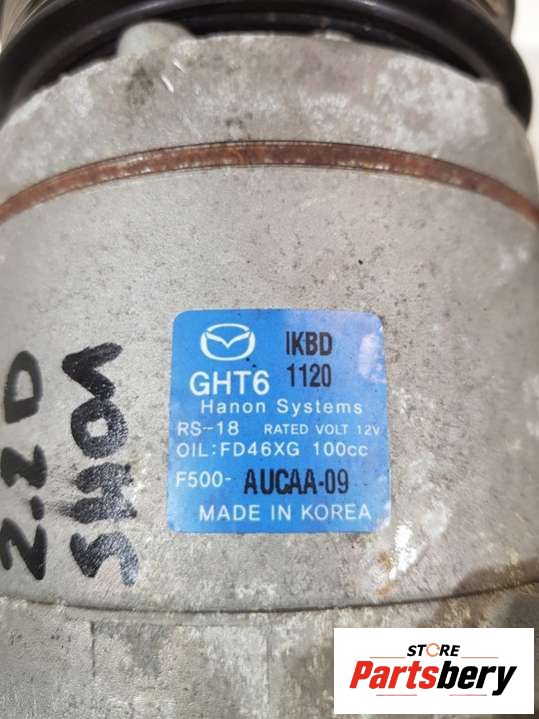 IKBD
GHT6 1120
Hanon Systems
RS-18 RATED VOLT 12V
OIL:FD46XG 100cc
F500- AUCAA-09
MADE IN KOREA
2.2D
SH01
STORE
Partsbery